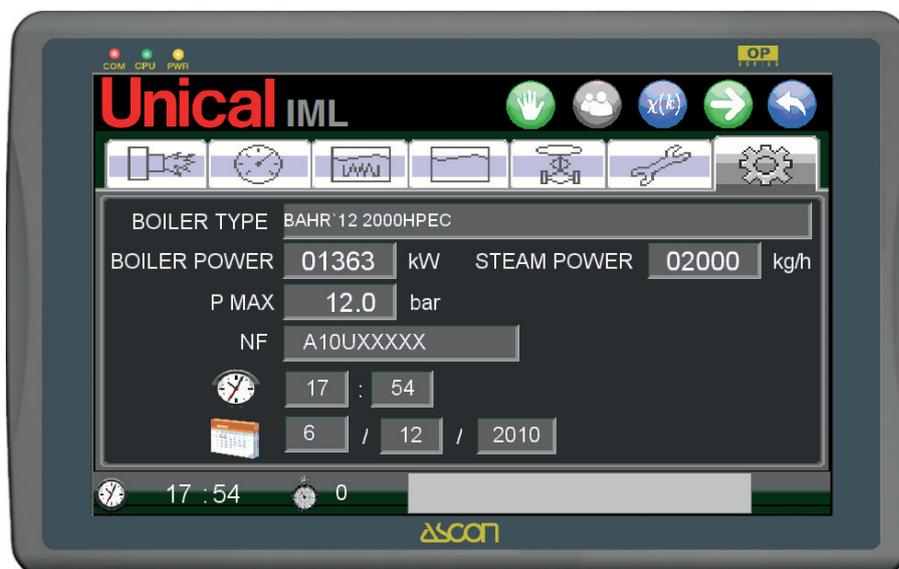 COM CPU PWR
OP
SERIES
Unical IML
χ(k)
BOILER TYPE BAHR`12 2000HPEC
BOILER POWER 01363 kW STEAM POWER 02000 kg/h
P MAX 12.0 bar
NF A10UXXXXX
17 : 54
6 / 12 / 2010
17 : 54 0
ascon